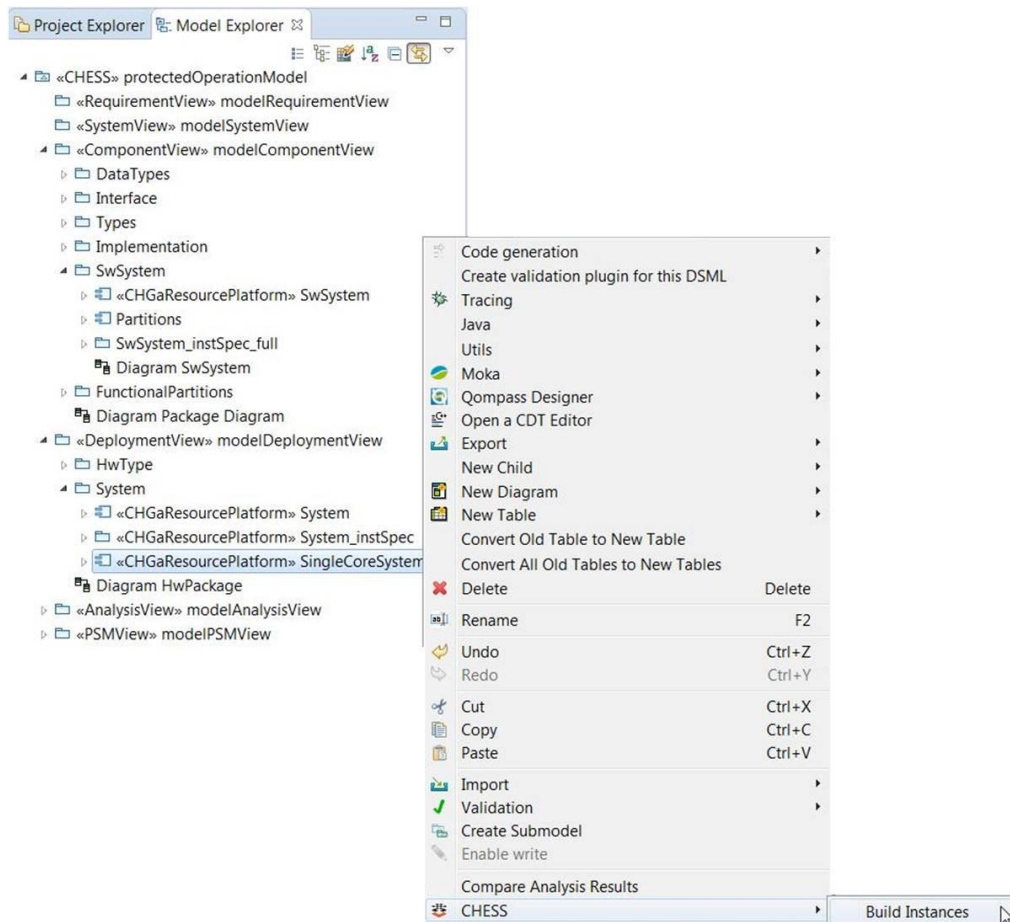 Project Explorer Model Explorer
«CHESS» protectedOperationModel
«RequirementView» modelRequirementView
«SystemView» modelSystemView
«ComponentView» modelComponentView
DataTypes
Interface
Types
Implementation
SwSystem
«CHGaResourcePlatform» SwSystem
Partitions
SwSystem_instSpec_full
Diagram SwSystem
FunctionalPartitions
Diagram Package Diagram
«DeploymentView» modelDeploymentView
HwType
System
«CHGaResourcePlatform» System
«CHGaResourcePlatform» System_instSpec
«CHGaResourcePlatform» SingleCoreSystem
Diagram HwPackage
«AnalysisView» modelAnalysisView
«PSMView» modelPSMView
Code generation
Create validation plugin for this DSML
Tracing
Java
Utils
Moka
Qompass Designer
Open a CDT Editor
Export
New Child
New Diagram
New Table
Convert Old Table to New Table
Convert All Old Tables to New Tables
Delete Delete
Rename F2
Undo Ctrl+Z
Redo Ctrl+Y
Cut Ctrl+X
Copy Ctrl+C
Paste Ctrl+V
Import
Validation
Create Submodel
Enable write
Compare Analysis Results
CHESS
Build Instances